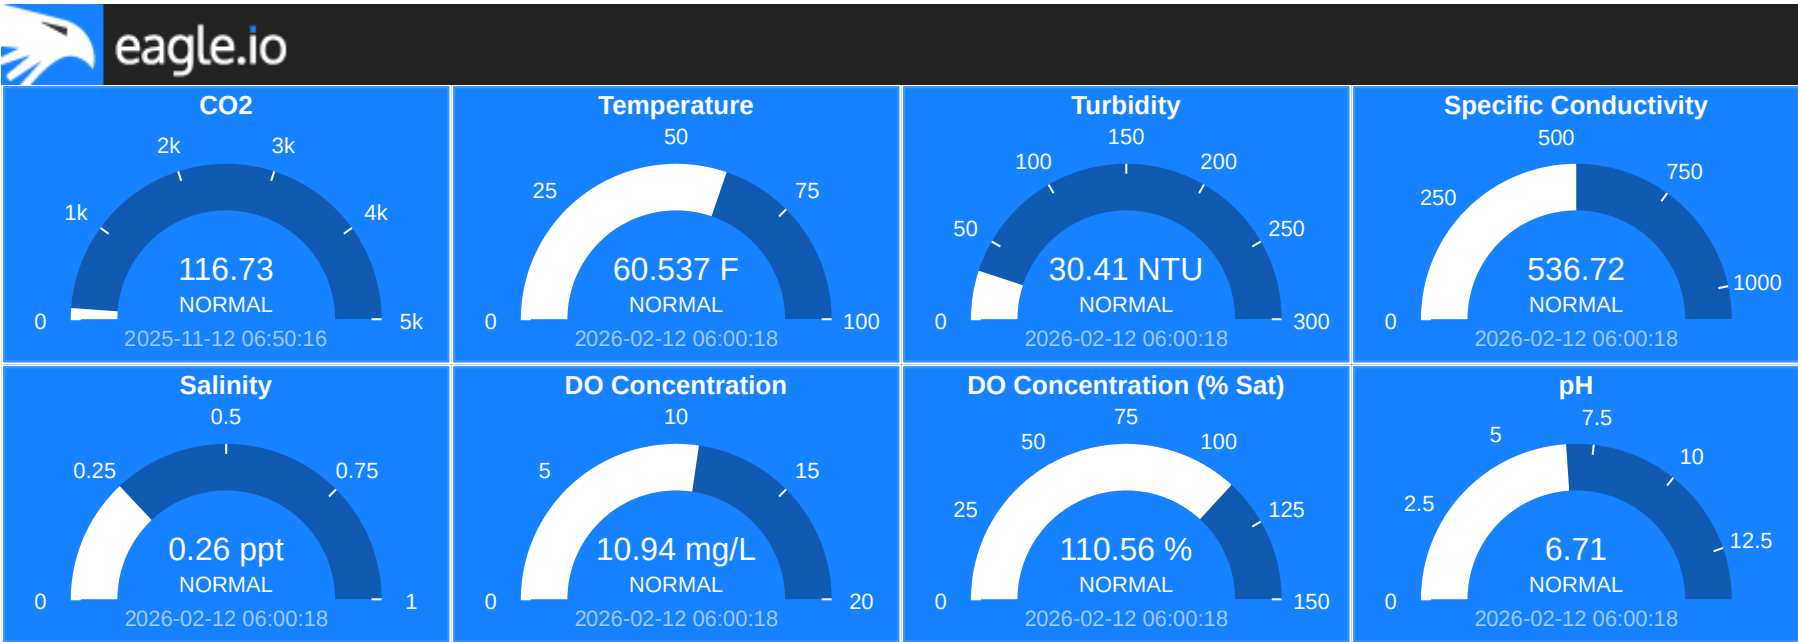 eagle.io
CO2
2k 3k
1k 4k
116.73
NORMAL
0 5k
2025-11-12 06:50:16
Temperature
50
25 75
60.537 F
NORMAL
0 100
2026-02-12 06:00:18
Turbidity
150
100 200
50 250
30.41 NTU
NORMAL
0 300
2026-02-12 06:00:18
Specific Conductivity
500
750
250
536.72
1000
NORMAL
0
2026-02-12 06:00:18
Salinity
0.5
0.25 0.75
0.26 ppt
NORMAL
0 1
2026-02-12 06:00:18
DO Concentration
10
5 15
10.94 mg/L
NORMAL
0 20
2026-02-12 06:00:18
DO Concentration (% Sat)
75
50 100
25 125
110.56 %
NORMAL
0 150
2026-02-12 06:00:18
pH
7.5
5
10
2.5
12.5
6.71
NORMAL
0
2026-02-12 06:00:18